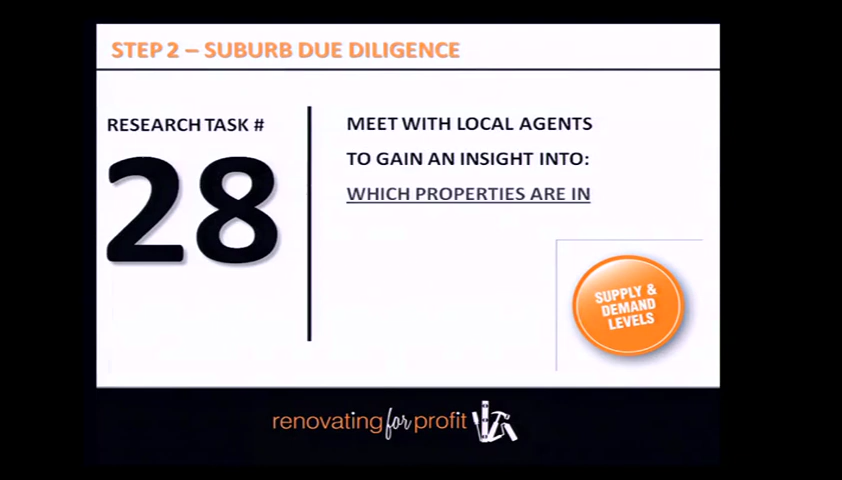 STEP 2 – SUBURB DUE DILIGENCE
RESEARCH TASK #
28
MEET WITH LOCAL AGENTS
TO GAIN AN INSIGHT INTO:
WHICH PROPERTIES ARE IN
SUPPLY &
DEMAND
LEVELS
renovating for profit